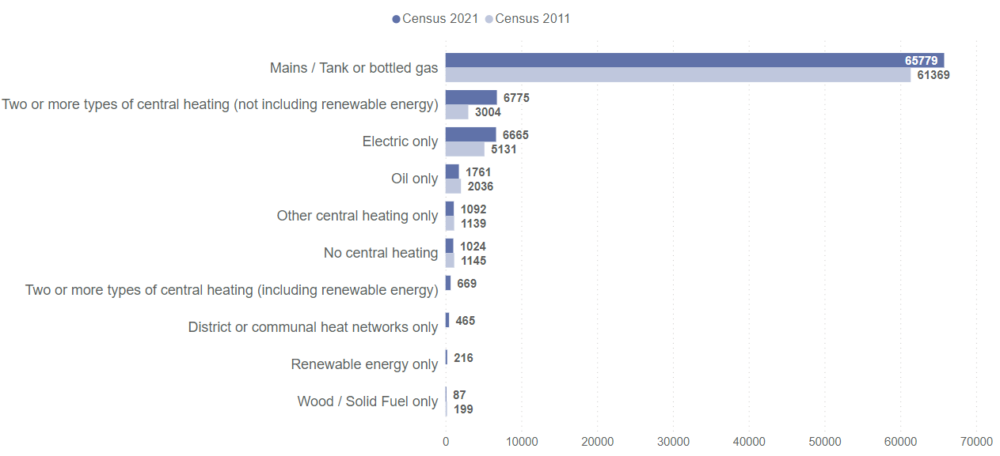 Census 2021 Census 2011
Mains / Tank or bottled gas
65779
61369
Two or more types of central heating (not including renewable energy)
6775
3004
Electric only
6665
5131
Oil only
1761
2036
Other central heating only
1092
1139
No central heating
1024
1145
Two or more types of central heating (including renewable energy)
669
District or communal heat networks only
465
Renewable energy only
216
Wood / Solid Fuel only
87
199
0 10000 20000 30000 40000 50000 60000 70000